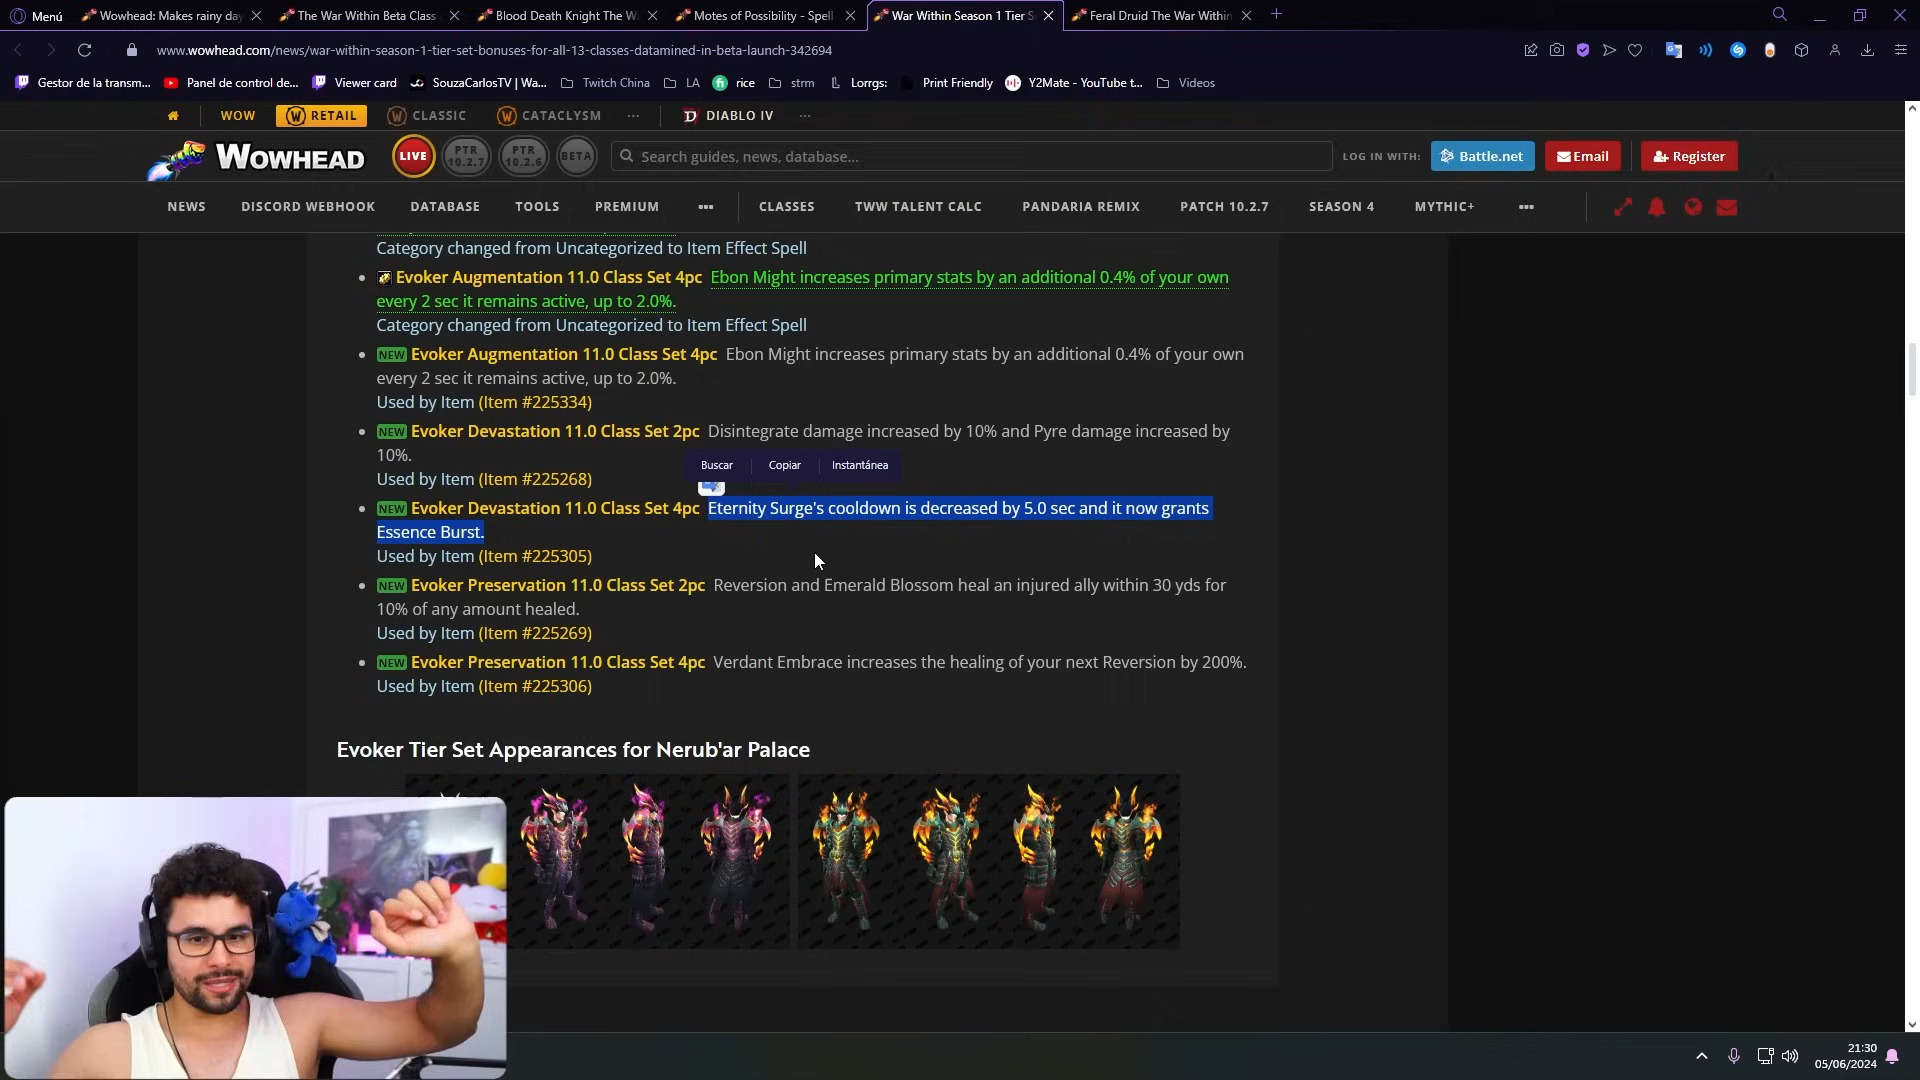 Menú
Wowhead: Makes rainy day
The War Within Beta Class
Blood Death Knight The W
Motes of Possibility - Spell
War Within Season 1 Tier S
Feral Druid The War Within
www.wowhead.com/news/war-within-season-1-tier-set-bonuses-for-all-13-classes-datamined-in-beta-launch-342694
Gestor de la transm...
Panel de control de...
Viewer card
SouzaCarlosTV | Wa...
Twitch China
LA
rice
strm
Lorrgs:
Print Friendly
Y2Mate - YouTube t...
Videos
WOW
RETAIL
CLASSIC
CATACLYSM
DIABLO IV
WOWHEAD
LIVE
PTR
10.2.7
PTR
10.2.6
BETA
Search guides, news, database...
LOG IN WITH:
Battle.net
Email
Register
NEWS
DISCORD WEBHOOK
DATABASE
TOOLS
PREMIUM
CLASSES
TWW TALENT CALC
PANDARIA REMIX
PATCH 10.2.7
SEASON 4
MYTHIC+
Category changed from Uncategorized to Item Effect Spell
Evoker Augmentation 11.0 Class Set 4pc Ebon Might increases primary stats by an additional 0.4% of your own
every 2 sec it remains active, up to 2.0%.
Category changed from Uncategorized to Item Effect Spell
NEW Evoker Augmentation 11.0 Class Set 4pc Ebon Might increases primary stats by an additional 0.4% of your own
every 2 sec it remains active, up to 2.0%.
Used by Item (Item #225334)
NEW Evoker Devastation 11.0 Class Set 2pc Disintegrate damage increased by 10% and Pyre damage increased by
10%.
Buscar
Copiar
Instantánea
Used by Item (Item #225268)
NEW Evoker Devastation 11.0 Class Set 4pc Eternity Surge's cooldown is decreased by 5.0 sec and it now grants
Essence Burst.
Used by Item (Item #225305)
NEW Evoker Preservation 11.0 Class Set 2pc Reversion and Emerald Blossom heal an injured ally within 30 yds for
10% of any amount healed.
Used by Item (Item #225269)
NEW Evoker Preservation 11.0 Class Set 4pc Verdant Embrace increases the healing of your next Reversion by 200%.
Used by Item (Item #225306)
Evoker Tier Set Appearances for Nerub'ar Palace
21:30
05/06/2024